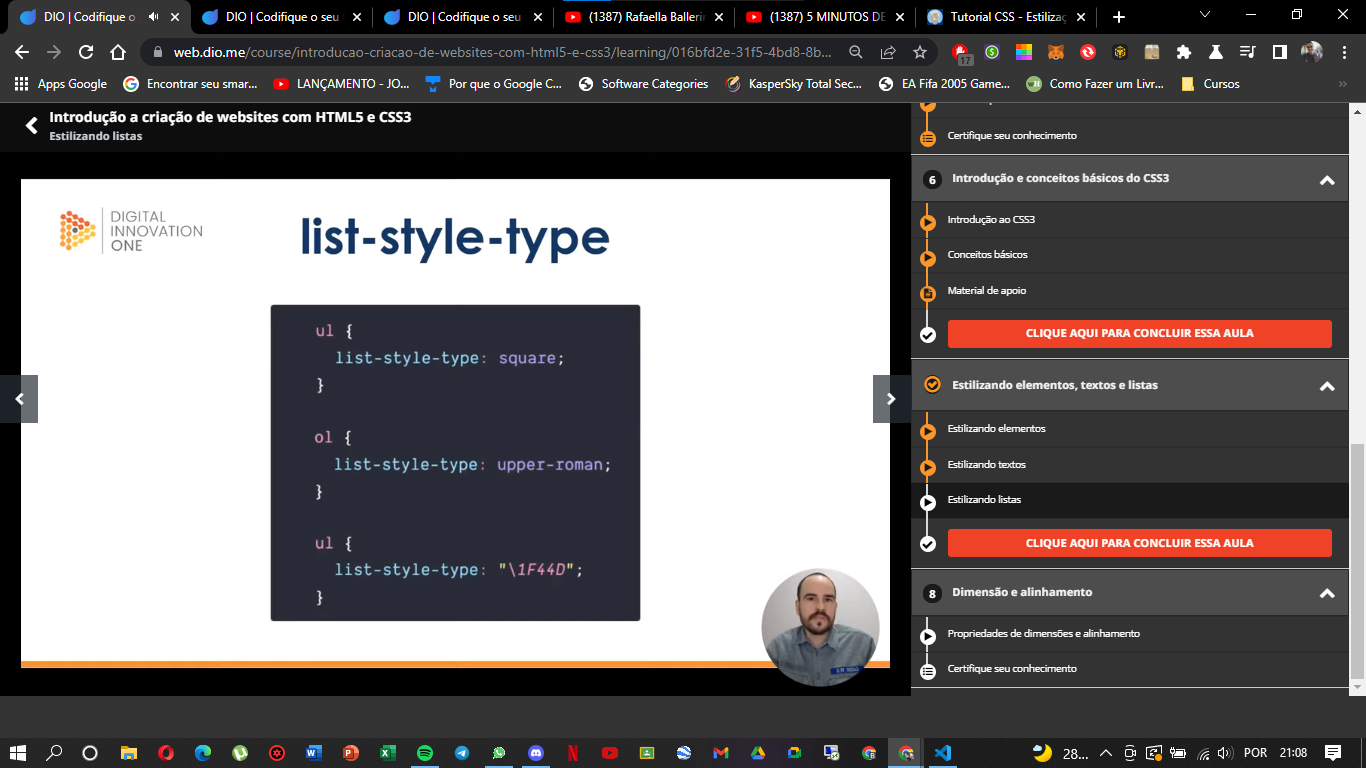 DIO | Codifique o
DIO | Codifique o seu
DIO | Codifique o seu
(1387) Rafaella Balleri
(1387) 5 MINUTOS DE
Tutorial CSS - Estilizaç
web.dio.me/course/introducao-criacao-de-websites-com-html5-e-css3/learning/016bfd2e-31f5-4bd8-8b...
17
Apps Google
Encontrar seu smar...
LANÇAMENTO - JO...
Por que o Google C...
Software Categories
KasperSky Total Sec...
EA Fifa 2005 Game...
Como Fazer um Livr...
Cursos
Introdução a criação de websites com HTML5 e CSS3
Estilizando listas
DIGITAL
INNOVATION
ONE
list-style-type
ul {
list-style-type: square;
}
ol {
list-style-type: upper-roman;
}
ul {
list-style-type: "\1F44D";
}
Certifique seu conhecimento
6 Introdução e conceitos básicos do CSS3
Introdução ao CSS3
Conceitos básicos
Material de apoio
CLIQUE AQUI PARA CONCLUIR ESSA AULA
Estilizando elementos, textos e listas
Estilizando elementos
Estilizando textos
Estilizando listas
CLIQUE AQUI PARA CONCLUIR ESSA AULA
8 Dimensão e alinhamento
Propriedades de dimensões e alinhamento
Certifique seu conhecimento
28...
POR
21:08